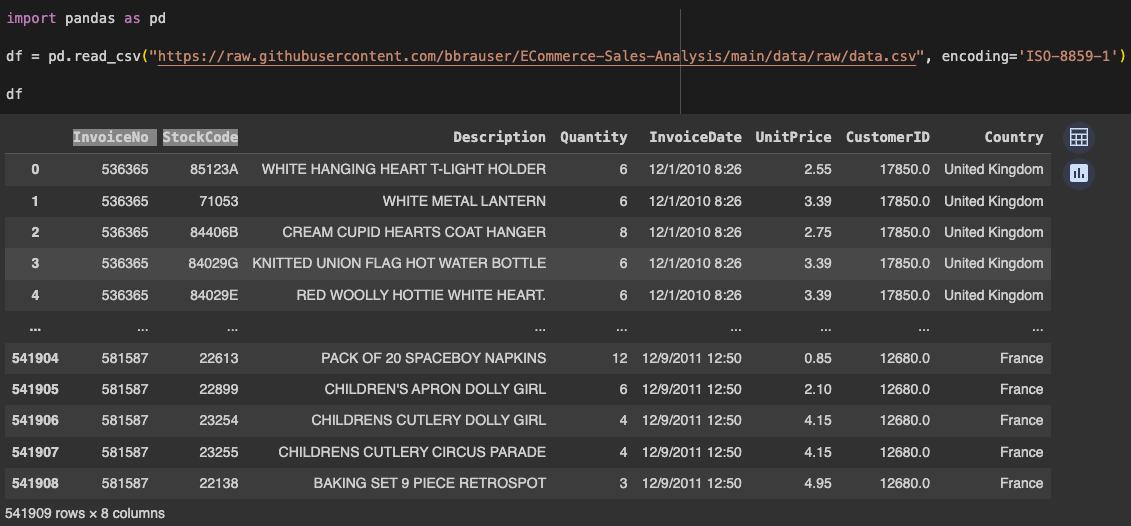 import pandas as pd
df = pd.read_csv("https://raw.githubusercontent.com/bbrauser/ECommerce-Sales-Analysis/main/data/raw/data.csv", encoding='ISO-8859-1')
df
InvoiceNo StockCode Description Quantity InvoiceDate UnitPrice CustomerID Country
0 536365 85123A WHITE HANGING HEART T-LIGHT HOLDER 6 12/1/2010 8:26 2.55 17850.0 United Kingdom
1 536365 71053 WHITE METAL LANTERN 6 12/1/2010 8:26 3.39 17850.0 United Kingdom
2 536365 84406B CREAM CUPID HEARTS COAT HANGER 8 12/1/2010 8:26 2.75 17850.0 United Kingdom
3 536365 84029G KNITTED UNION FLAG HOT WATER BOTTLE 6 12/1/2010 8:26 3.39 17850.0 United Kingdom
4 536365 84029E RED WOOLLY HOTTIE WHITE HEART. 6 12/1/2010 8:26 3.39 17850.0 United Kingdom
... ... ... ... ... ... ... ... ...
541904 581587 22613 PACK OF 20 SPACEBOY NAPKINS 12 12/9/2011 12:50 0.85 12680.0 France
541905 581587 22899 CHILDREN'S APRON DOLLY GIRL 6 12/9/2011 12:50 2.10 12680.0 France
541906 581587 23254 CHILDRENS CUTLERY DOLLY GIRL 4 12/9/2011 12:50 4.15 12680.0 France
541907 581587 23255 CHILDRENS CUTLERY CIRCUS PARADE 4 12/9/2011 12:50 4.15 12680.0 France
541908 581587 22138 BAKING SET 9 PIECE RETROSPOT 3 12/9/2011 12:50 4.95 12680.0 France
541909 rows × 8 columns